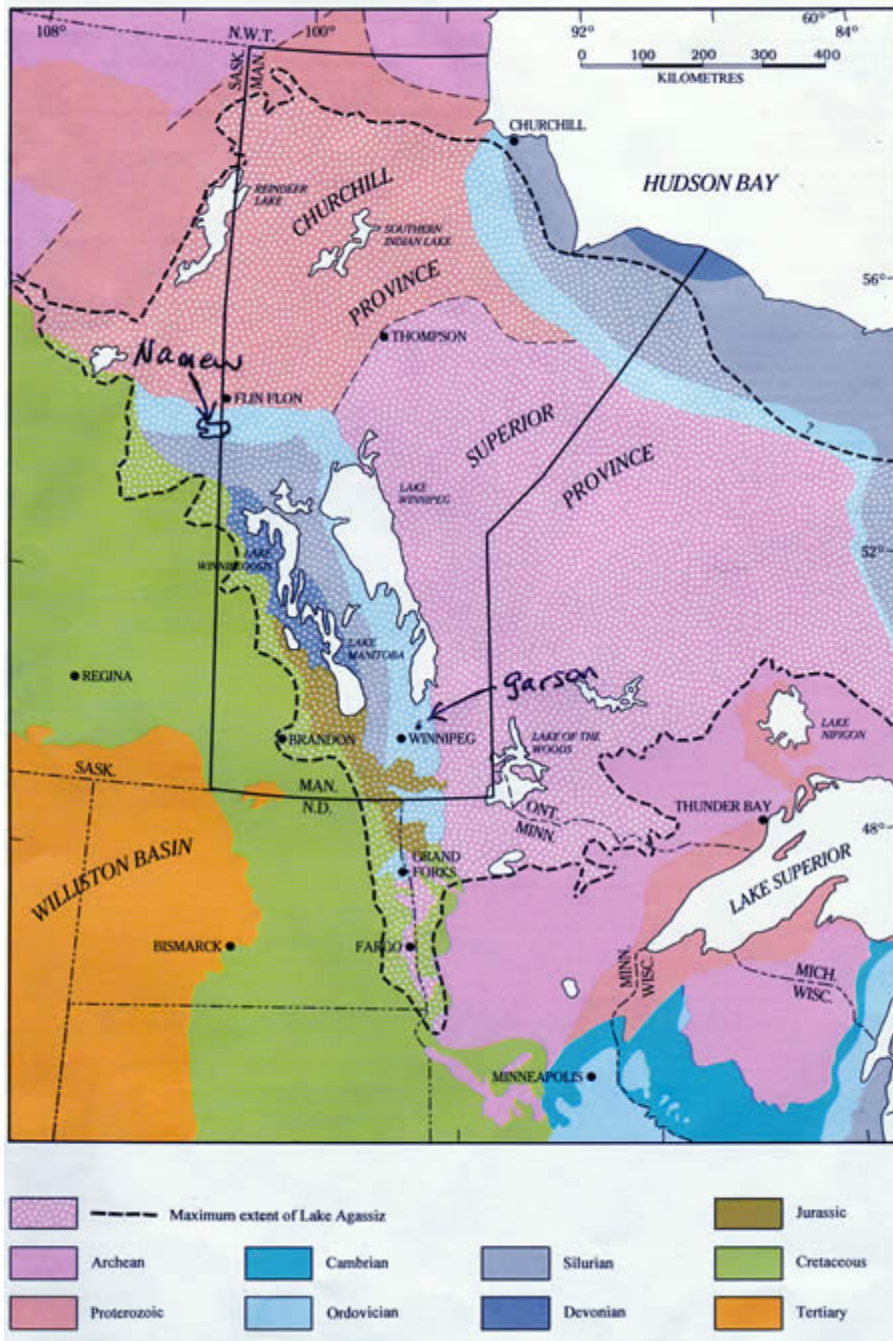 108°
N.W.T.
100°
92°
60°
84°
SASK.
MAN.
0 100 200 300 400
KILOMETRES
CHURCHILL
HUDSON BAY
REINDEER
LAKE
CHURCHILL
SOUTHERN
INDIAN LAKE
PROVINCE
56°
THOMPSON
Namew
FLIN FLON
SUPERIOR
?
PROVINCE
LAKE
WINNIPEG
52°
LAKE
WINNIPEGOSIS
LAKE
MANITOBA
REGINA
Garson
BRANDON
WINNIPEG
LAKE OF THE
WOODS
LAKE
NIPIGON
SASK.
MAN.
N.D.
ONT.
MINN.
THUNDER BAY
48°
WILLISTON BASIN
GRAND
FORKS
LAKE SUPERIOR
BISMARCK
FARGO
MINN.
WISC.
MICH.
WISC.
MINNEAPOLIS
Maximum extent of Lake Agassiz
Jurassic
Archean
Cambrian
Silurian
Cretaceous
Proterozoic
Ordovician
Devonian
Tertiary